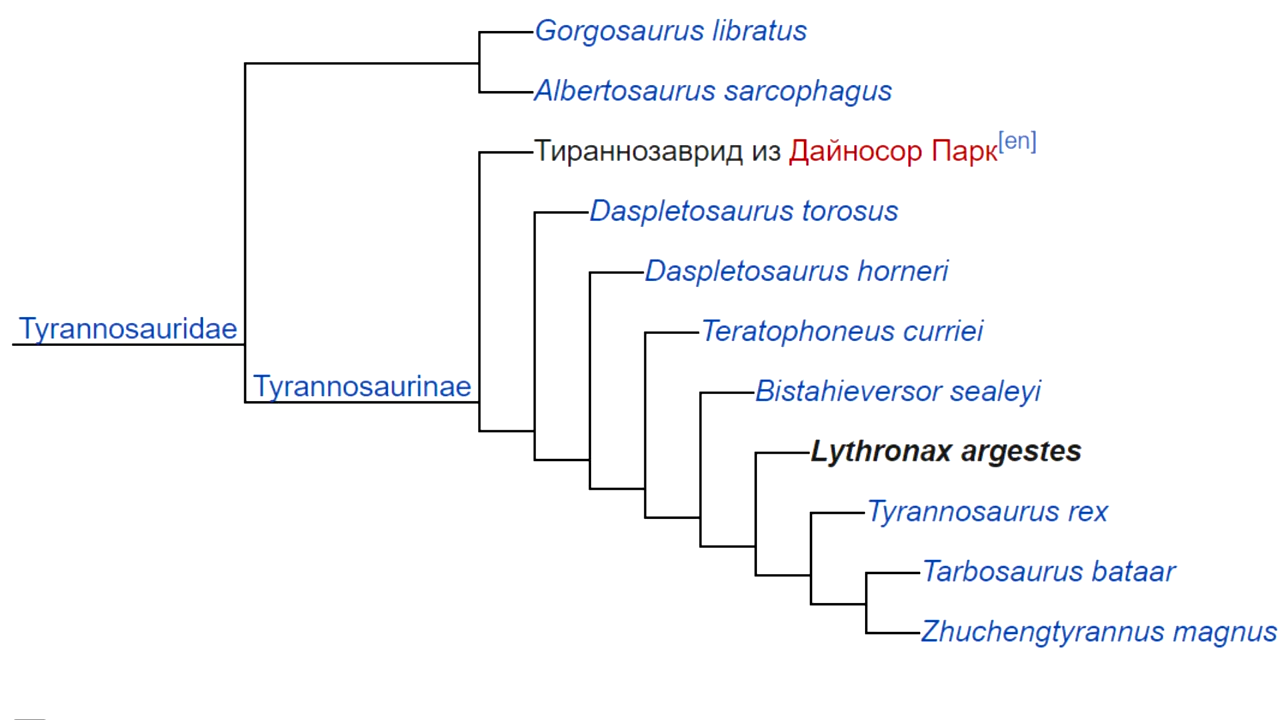 Gorgosaurus libratus
Albertosaurus sarcophagus
Тираннозаврид из Дайносор Парк[en]
Daspletosaurus torosus
Daspletosaurus horneri
Tyrannosauridae
Teratophoneus curriei
Tyrannosaurinae
Bistahieversor sealeyi
Lythronax argestes
Tyrannosaurus rex
Tarbosaurus bataar
Zhuchengtyrannus magnus